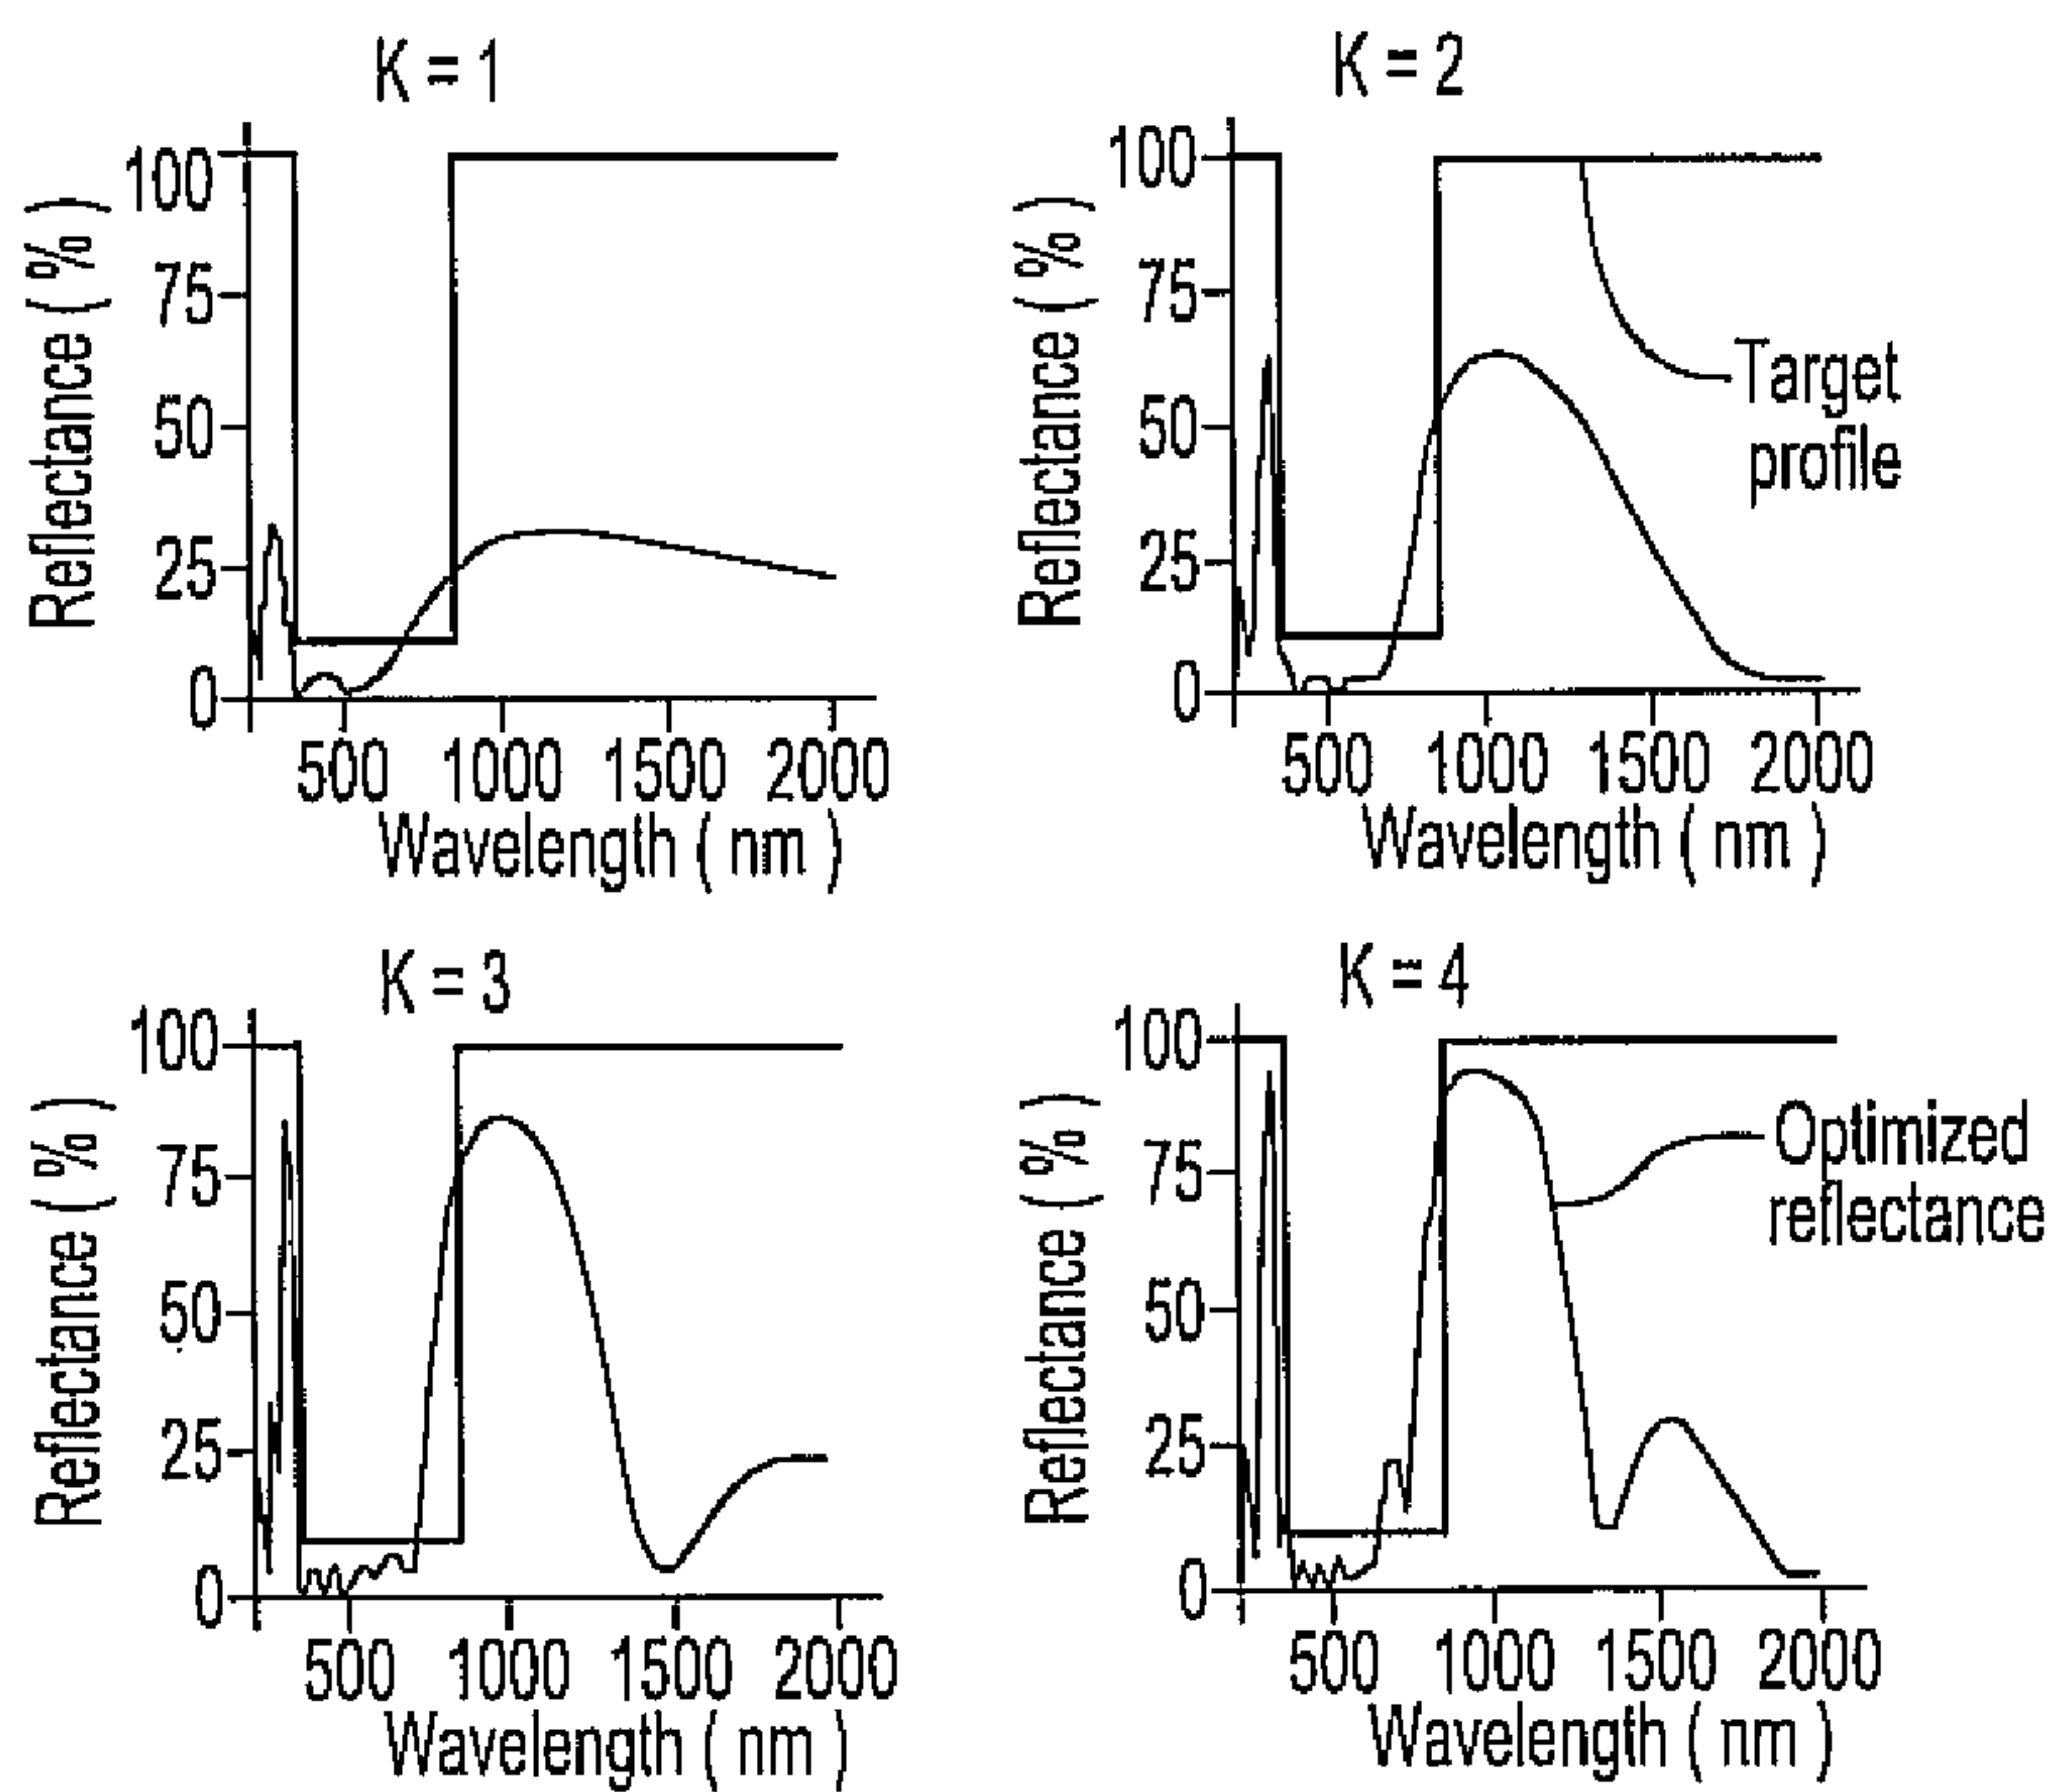 K = 1
Reflectance ( % )
100
75
50
25
0
500 1000 1500 2000
Wavelength ( nm )
K = 2
Reflectance ( % )
100
75
50
25
0
Target
profile
500 1000 1500 2000
Wavelength ( nm )
K = 3
Reflectance ( % )
100
75
50
25
0
500 1000 1500 2000
Wavelength ( nm )
K = 4
Reflectance ( % )
100
75
50
25
0
Optimized
reflectance
500 1000 1500 2000
Wavelength ( nm )